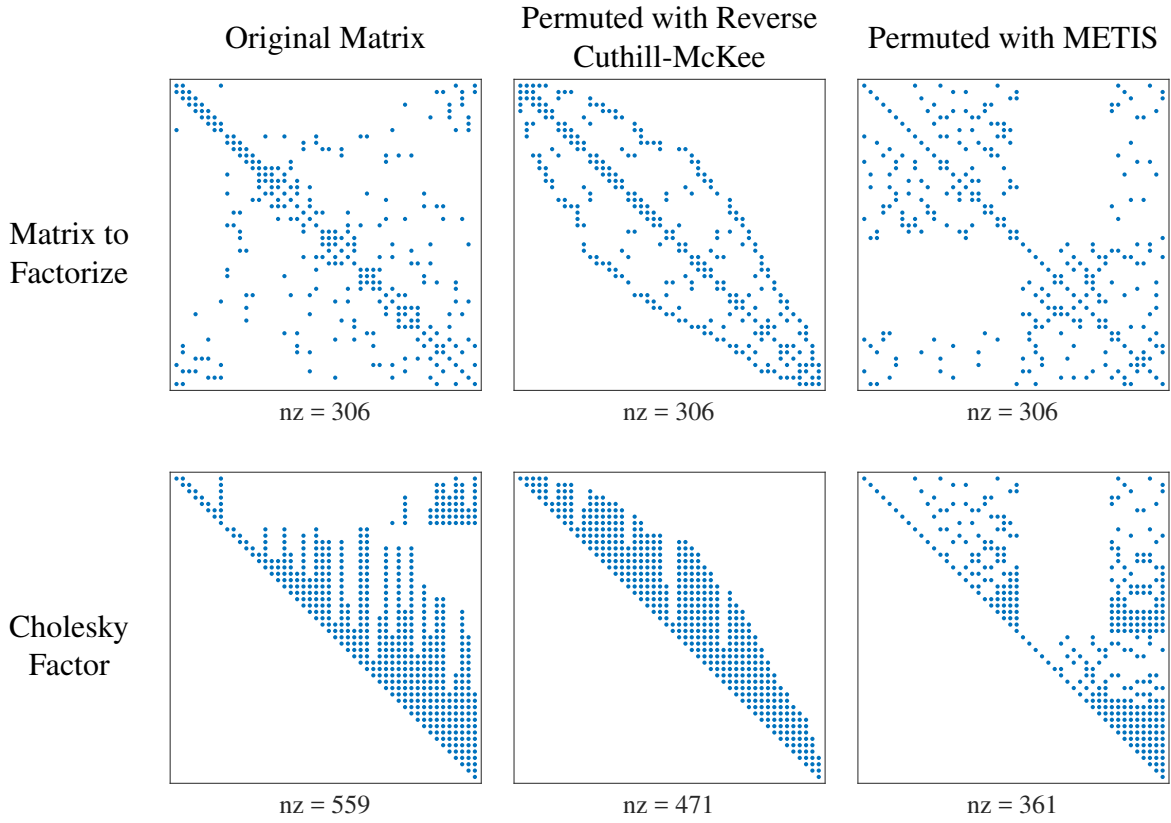 Original Matrix
Permuted with Reverse
Cuthill-McKee
Permuted with METIS
Matrix to
Factorize
nz = 306
nz = 306
nz = 306
Cholesky
Factor
nz = 559
nz = 471
nz = 361